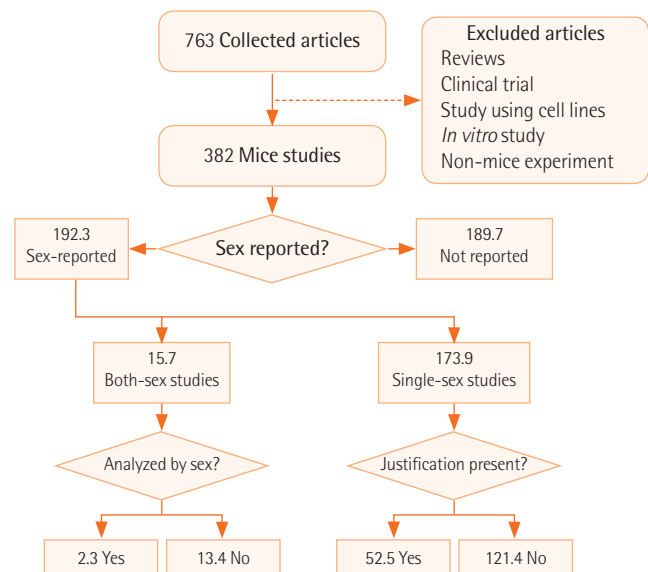 763 Collected articles
Excluded articles
Reviews
Clinical trial
Study using cell lines
In vitro study
Non-mice experiment
382 Mice studies
192.3
Sex-reported
Sex reported?
189.7
Not reported
15.7
Both-sex studies
173.9
Single-sex studies
Analyzed by sex?
Justification present?
2.3 Yes
13.4 No
52.5 Yes
121.4 No